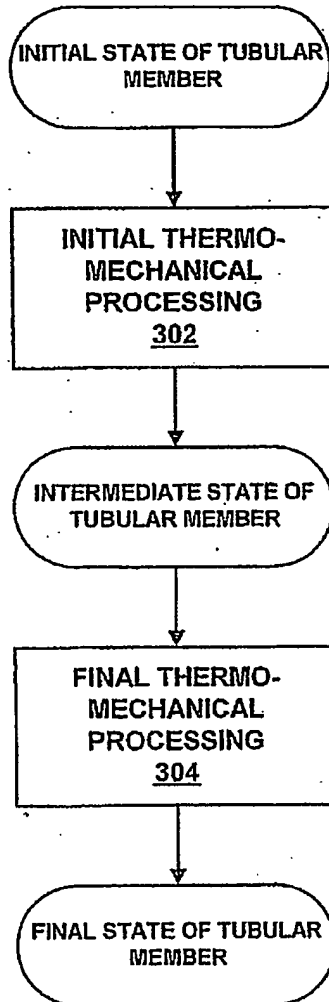 INITIAL STATE OF TUBULAR
MEMBER
INITIAL THERMO-
MECHANICAL
PROCESSING
302
INTERMEDIATE STATE OF
TUBULAR MEMBER
FINAL THERMO-
MECHANICAL
PROCESSING
304
FINAL STATE OF TUBULAR
MEMBER